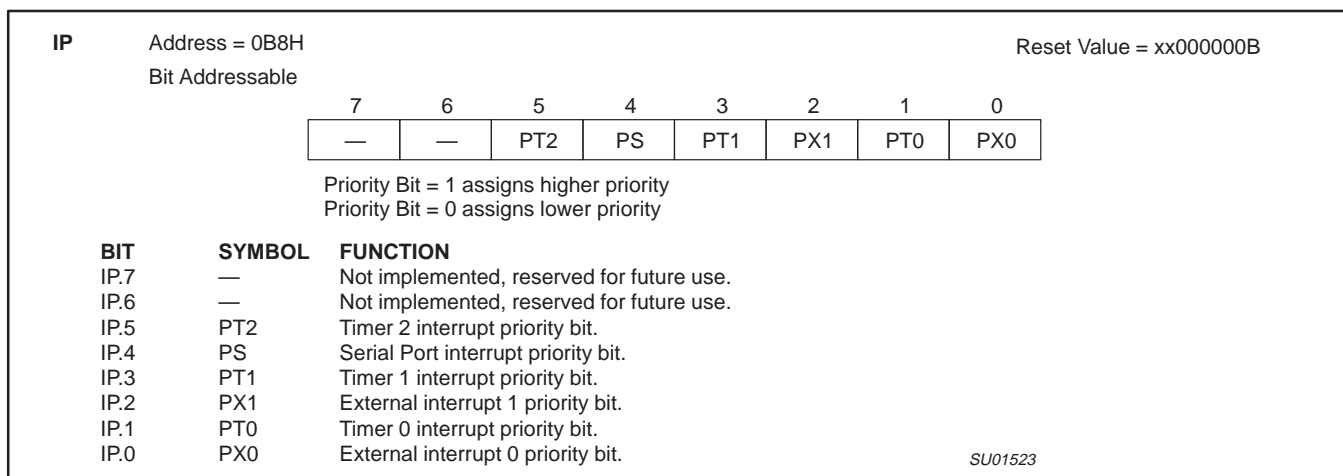 IP Address = 0B8H Reset Value = xx000000B
Bit Addressable
7 6 5 4 3 2 1 0
— — PT2 PS PT1 PX1 PT0 PX0
Priority Bit = 1 assigns higher priority
Priority Bit = 0 assigns lower priority
BIT SYMBOL FUNCTION
IP.7 — Not implemented, reserved for future use.
IP.6 — Not implemented, reserved for future use.
IP.5 PT2 Timer 2 interrupt priority bit.
IP.4 PS Serial Port interrupt priority bit.
IP.3 PT1 Timer 1 interrupt priority bit.
IP.2 PX1 External interrupt 1 priority bit.
IP.1 PT0 Timer 0 interrupt priority bit.
IP.0 PX0 External interrupt 0 priority bit.
SU01523